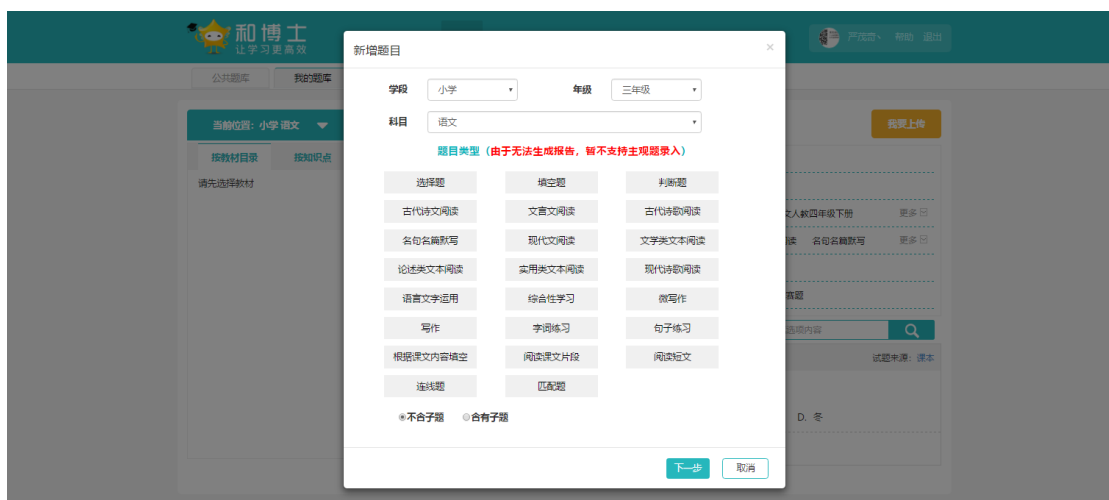 和博士
让学习更高效
严茂忠 帮助 退出
公共题库 我的题库
新增题目 ×
学段 小学 年级 三年级
当前位置：小学 语文 我要上传
科目 语文
题目类型（由于无法生成报告，暂不支持主观题录入）
按教材目录 按知识点
请先选择教材
选择题 填空题 判断题
古代诗文阅读 文言文阅读 古代诗歌阅读
文人教四年级下册 更多
名句名篇默写 现代文阅读 文学类文本阅读
读 名句名篇默写 更多
论述类文本阅读 实用类文本阅读 现代诗歌阅读
语言文字运用 综合性学习 微写作
赛题
写作 字词练习 句子练习
选项内容
根据课文内容填空 阅读课文片段 阅读短文
试题来源：课本
连线题 匹配题
不含子题 含有子题
D. 冬
下一步 取消